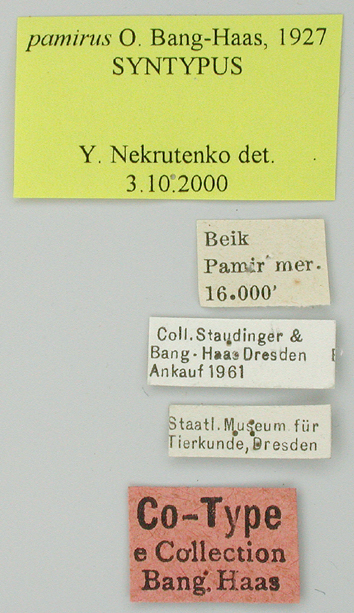 pamirus O. Bang-Haas, 1927
SYNTYPUS
Y. Nekrutenko det.
3.10.2000
Beik
Pamir mer.
16.000'
Coll. Staudinger &
Bang-Haas Dresden
Ankauf 1961
Staatl. Museum für
Tierkunde, Dresden
Co-Type
e Collection
Bang. Haas